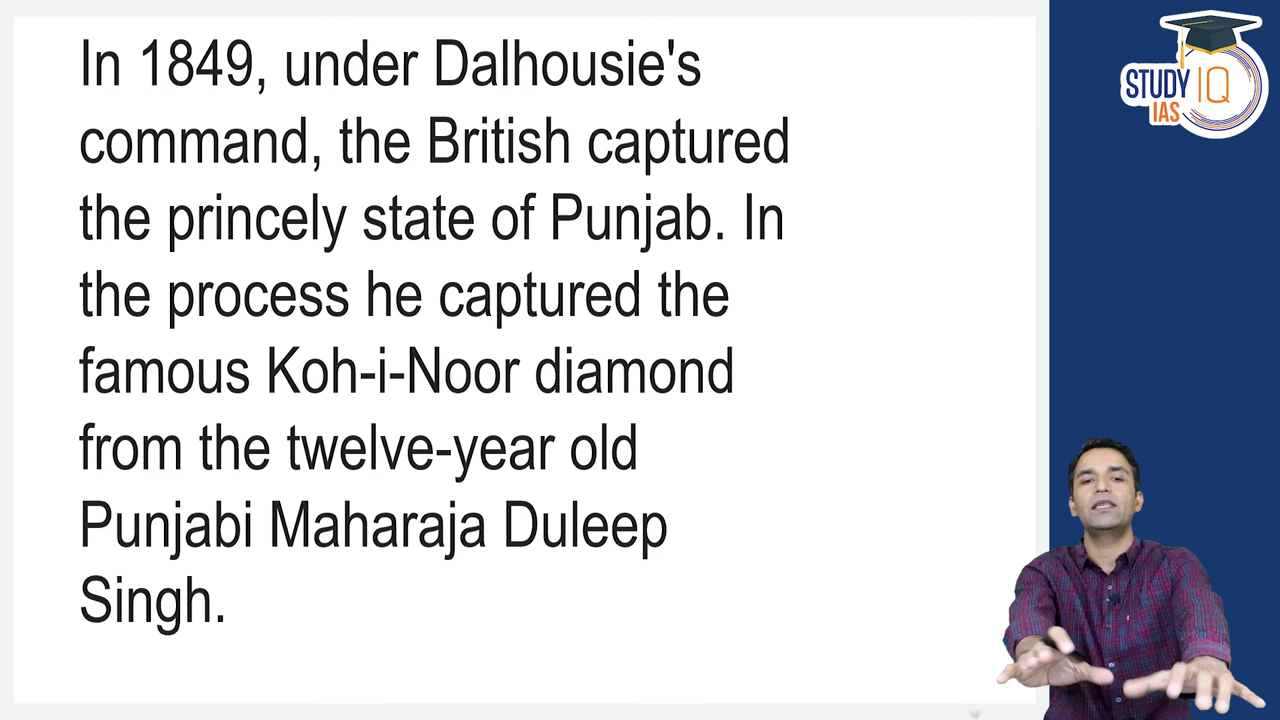 In 1849, under Dalhousie's
command, the British captured
the princely state of Punjab. In
the process he captured the
famous Koh-i-Noor diamond
from the twelve-year old
Punjabi Maharaja Duleep
Singh.
STUDY IQ
IAS